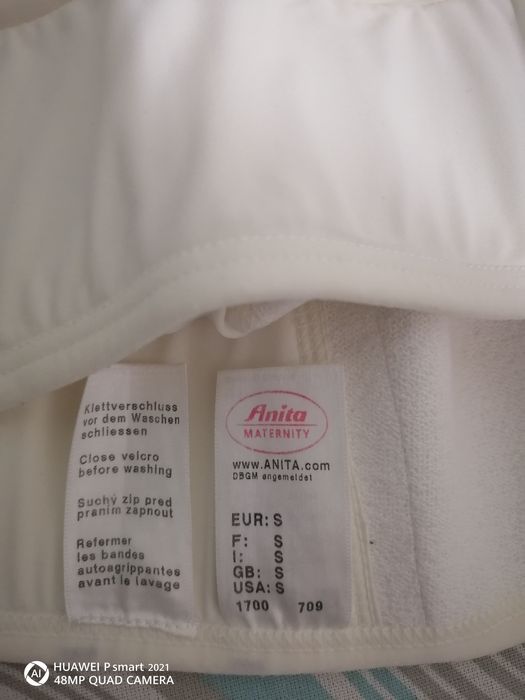 Klettverschluss
vor dem Waschen
schliessen
Close velcro
before washing
Suchý zip pred
pranim zapnout
Refermer
les bandes
autoagrippantes
avant le lavage
Anita
MATERNITY
www.ANITA.com
DBGM angemeldet
EUR: S
F: S
I: S
GB: S
USA: S
1700 709
AI
HUAWEI P smart 2021
48MP QUAD CAMERA